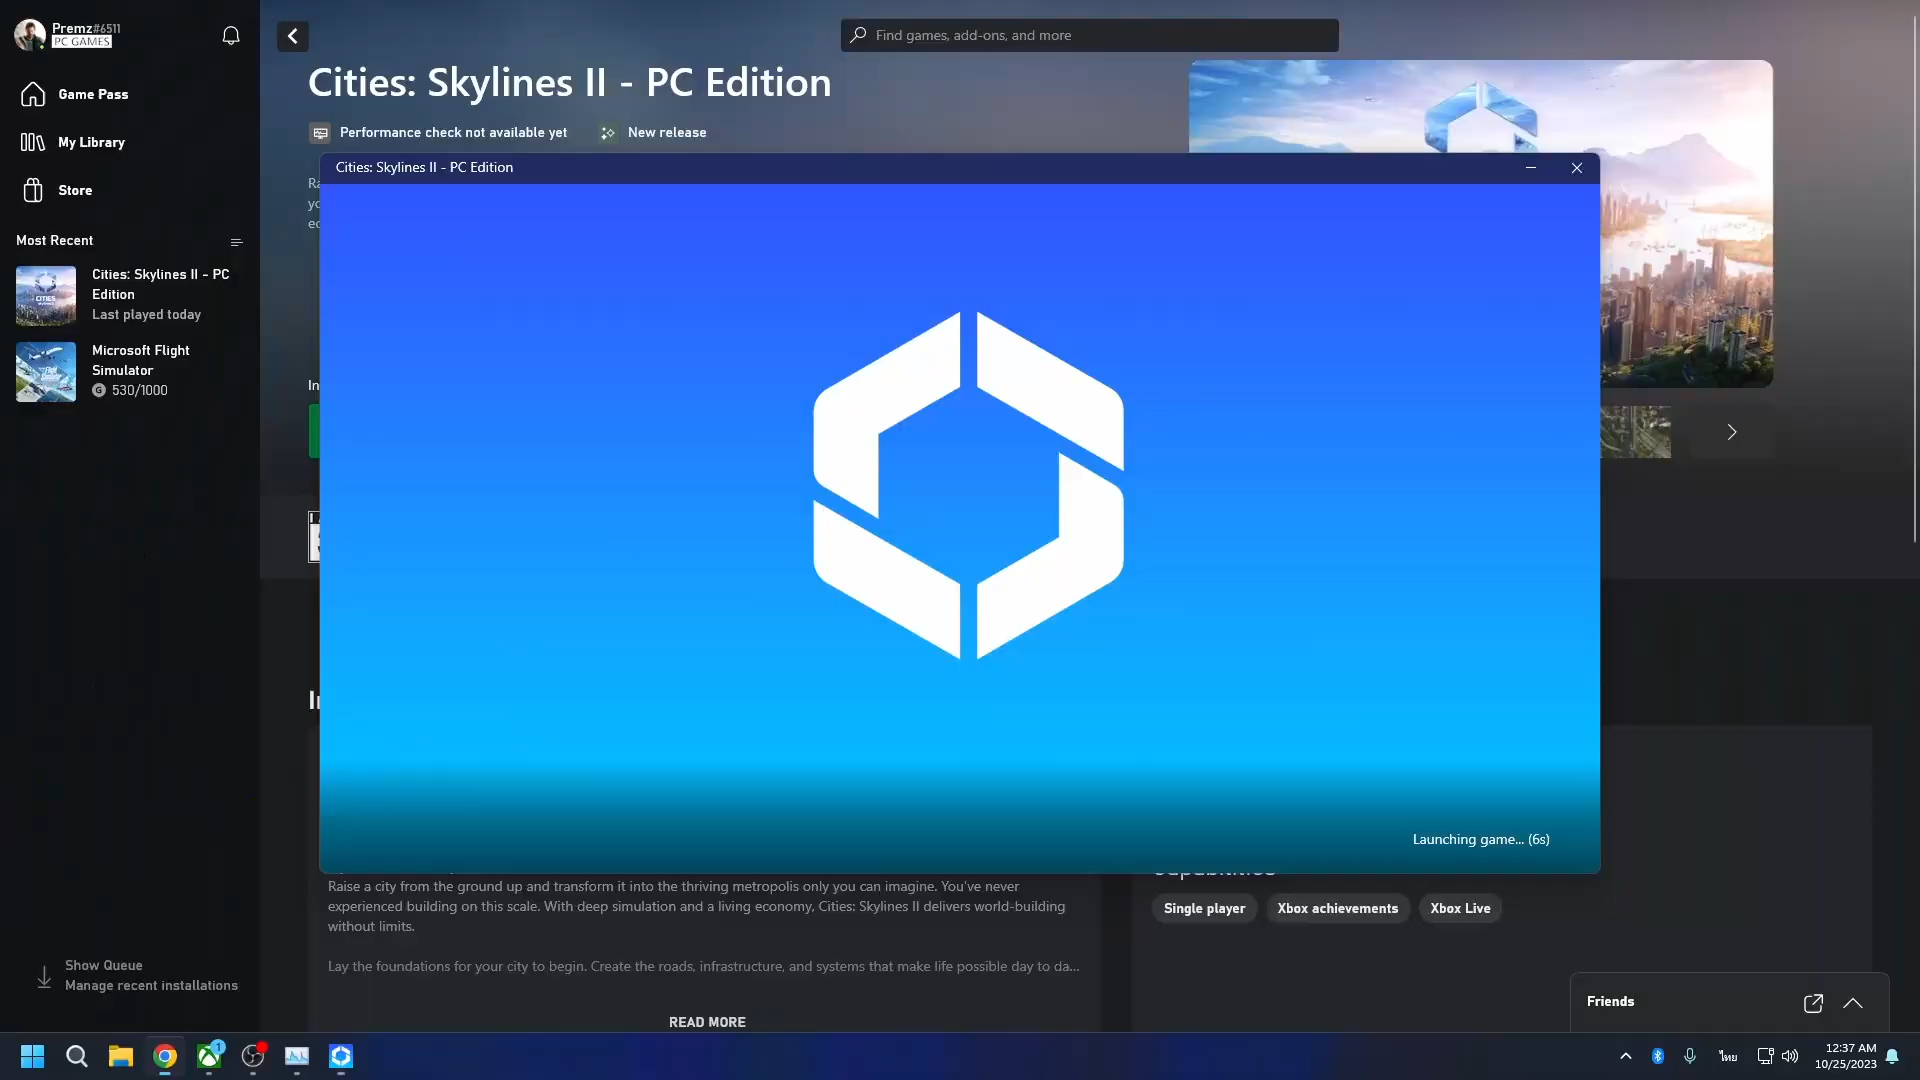 Premz#6511
PC GAMES
Game Pass
My Library
Store
Most Recent
Cities: Skylines II - PC
Edition
Last played today
Microsoft Flight
Simulator
G 530/1000
Show Queue
Manage recent installations
Find games, add-ons, and more
Cities: Skylines II - PC Edition
Performance check not available yet
New release
Cities: Skylines II - PC Edition
Launching game... (6s)
Raise a city from the ground up and transform it into the thriving metropolis only you can imagine. You've never
experienced building on this scale. With deep simulation and a living economy, Cities: Skylines II delivers world-building
without limits.
Lay the foundations for your city to begin. Create the roads, infrastructure, and systems that make life possible day to da...
READ MORE
Single player
Xbox achievements
Xbox Live
Friends
1
ไทย
12:37 AM
10/25/2023